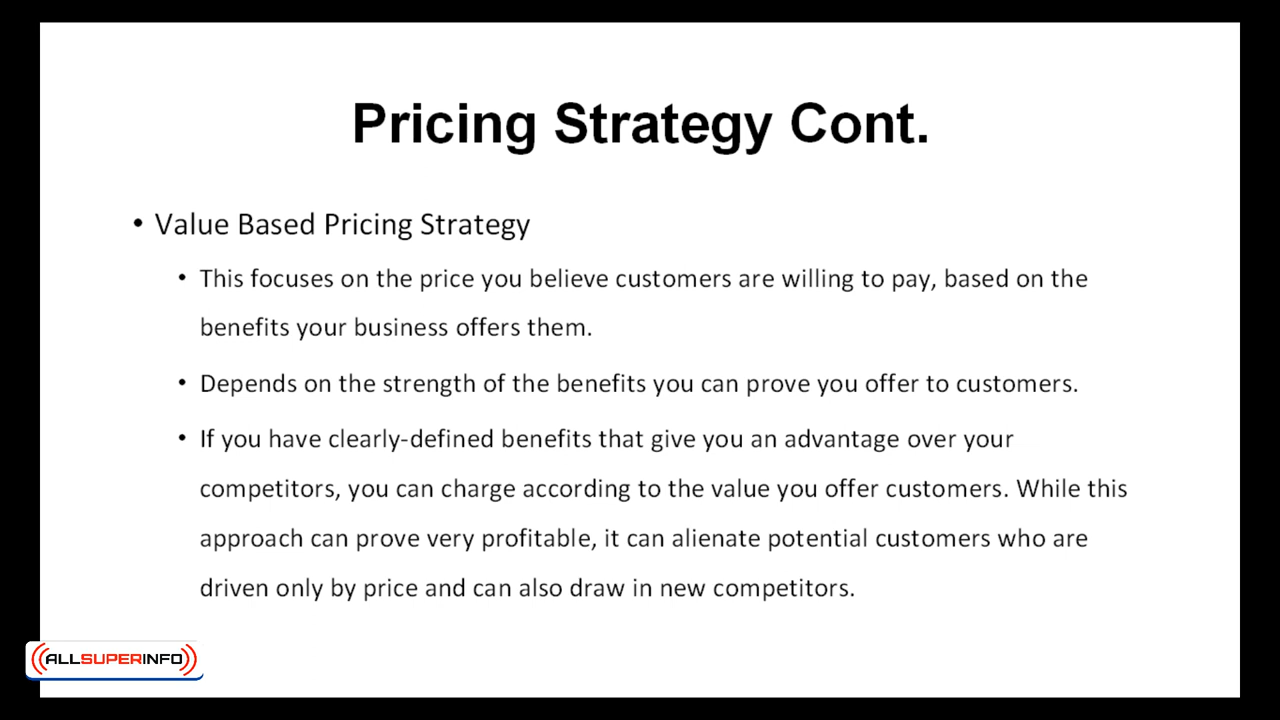 Pricing Strategy Cont.
• Value Based Pricing Strategy
• This focuses on the price you believe customers are willing to pay, based on the
benefits your business offers them.
• Depends on the strength of the benefits you can prove you offer to customers.
• If you have clearly-defined benefits that give you an advantage over your
competitors, you can charge according to the value you offer customers. While this
approach can prove very profitable, it can alienate potential customers who are
driven only by price and can also draw in new competitors.
ALLSUPERINFO